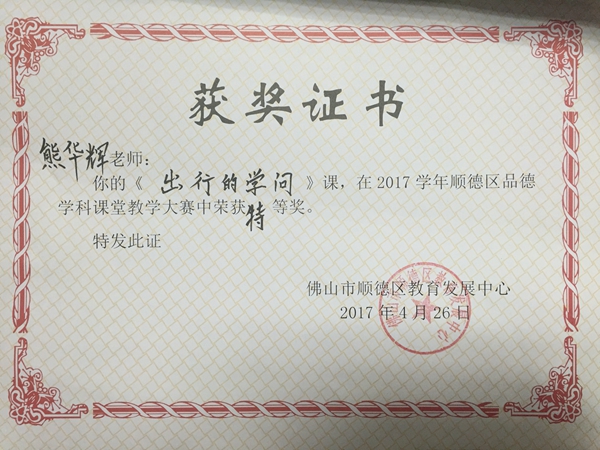 获奖证书
熊华辉老师：
你的《出行的学问》课，在2017学年顺德区品德
学科课堂教学大赛中荣获特等奖。
特发此证
佛山市顺德区教育发展中心
2017年4月26日